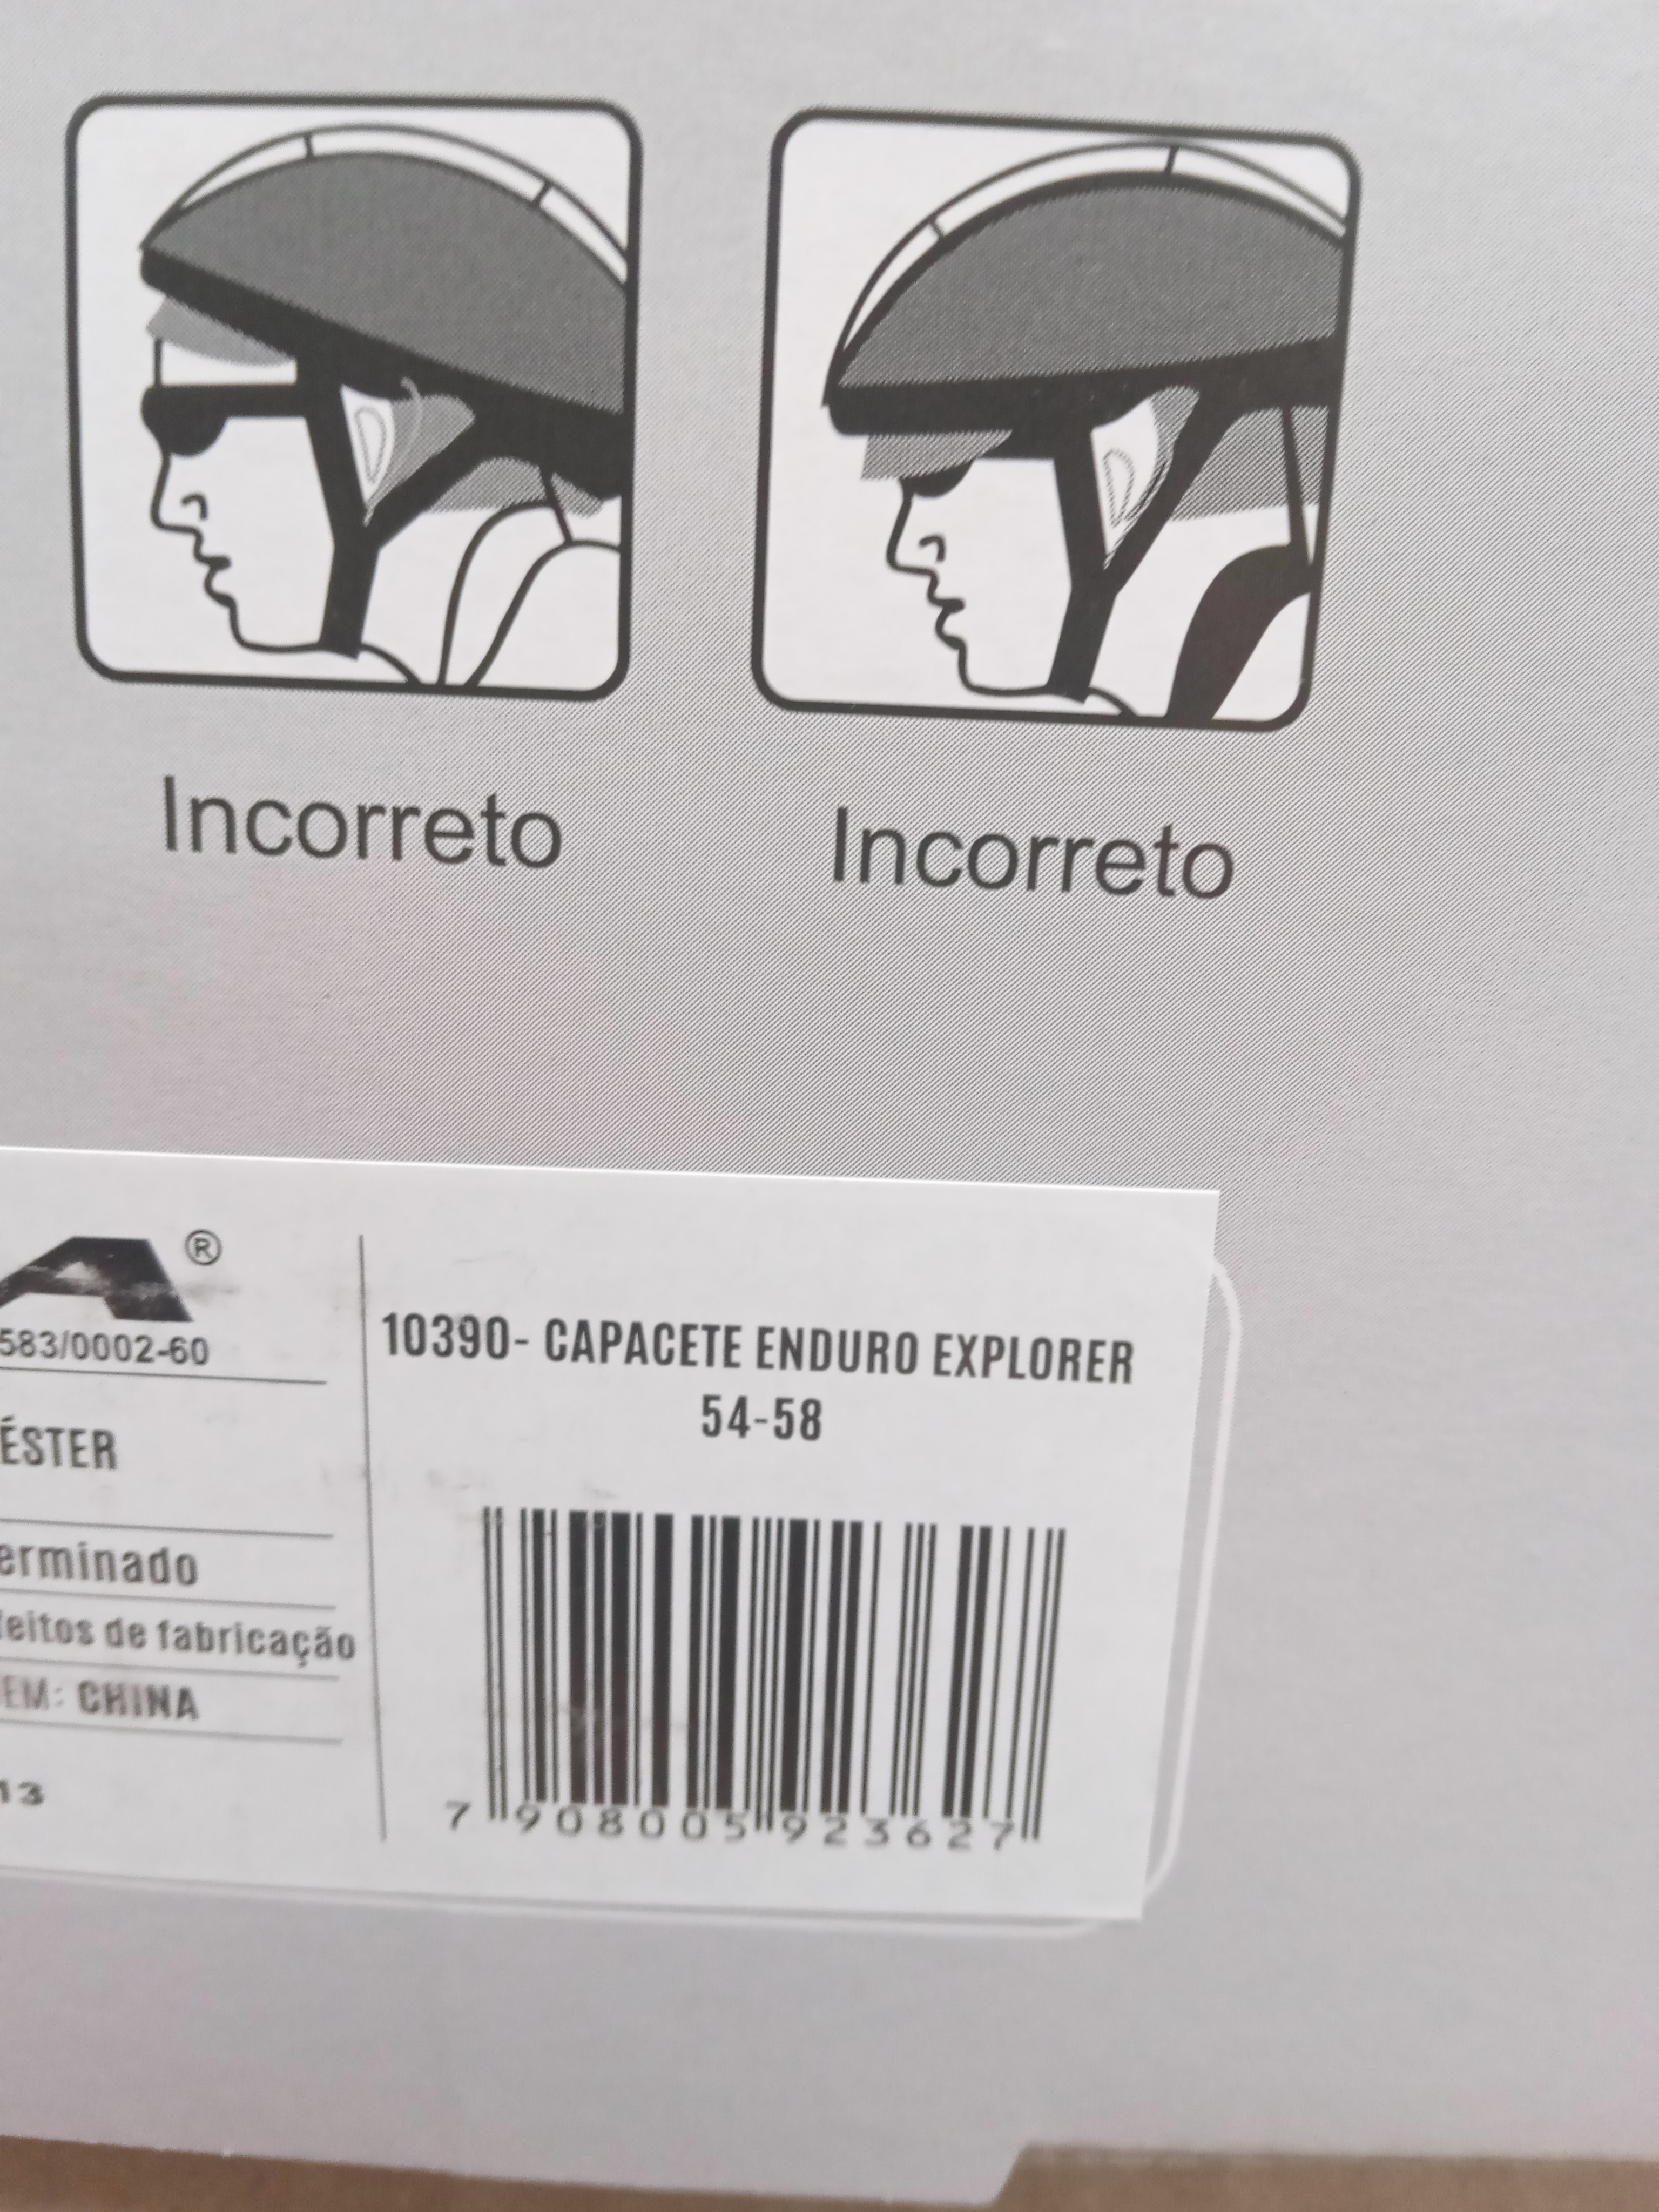 Incorreto Incorreto
A®
583/0002-60
ÉSTER
erminado
feitos de fabricação
EM: CHINA
13
10390- CAPACETE ENDURO EXPLORER
54-58
7 908005 923627